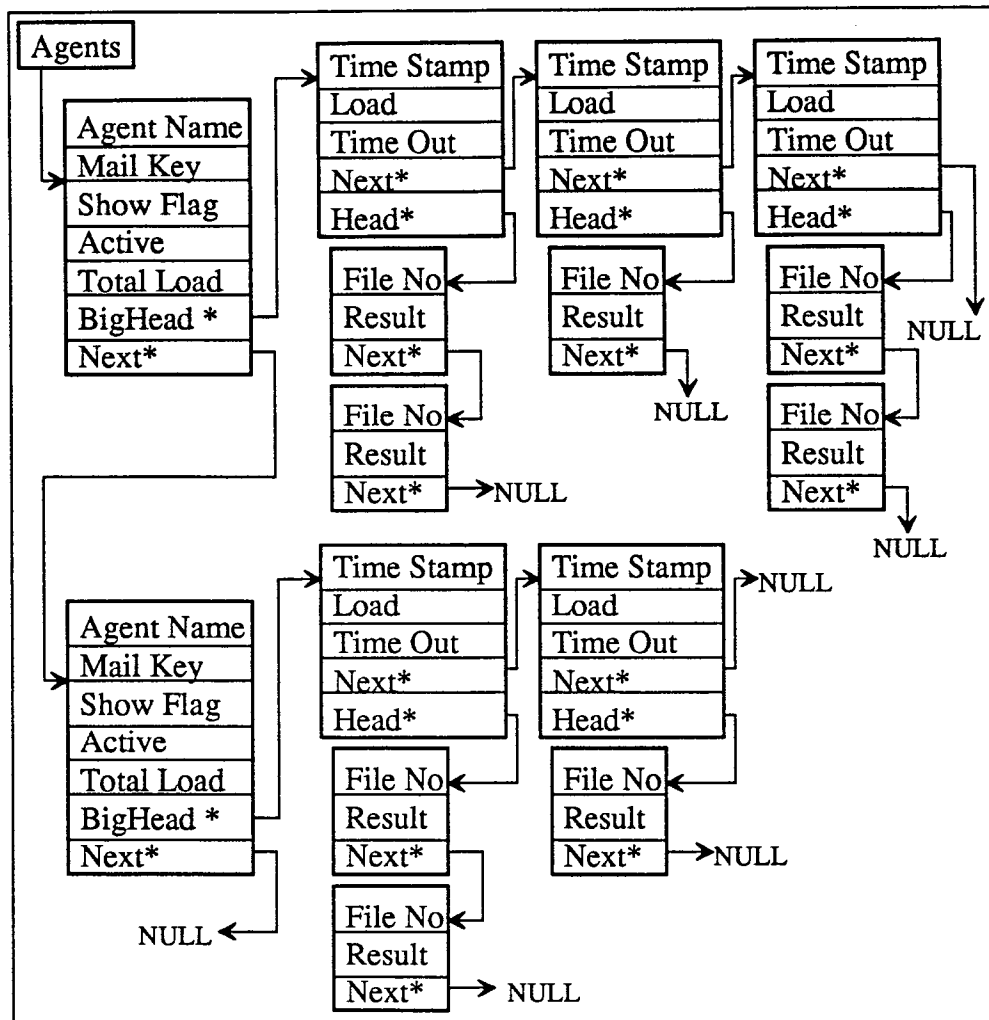 Agents
Agent Name
Mail Key
Show Flag
Active
Total Load
BigHead *
Next*
Time Stamp
Load
Time Out
Next*
Head*
File No
Result
Next*
File No
Result
Next*
NULL
Time Stamp
Load
Time Out
Next*
Head*
File No
Result
Next*
NULL
Time Stamp
Load
Time Out
Next*
Head*
NULL
File No
Result
Next*
File No
Result
Next*
NULL
Agent Name
Mail Key
Show Flag
Active
Total Load
BigHead *
Next*
NULL
Time Stamp
Load
Time Out
Next*
Head*
File No
Result
Next*
File No
Result
Next*
NULL
Time Stamp
Load
Time Out
Next*
Head*
NULL
File No
Result
Next*
NULL